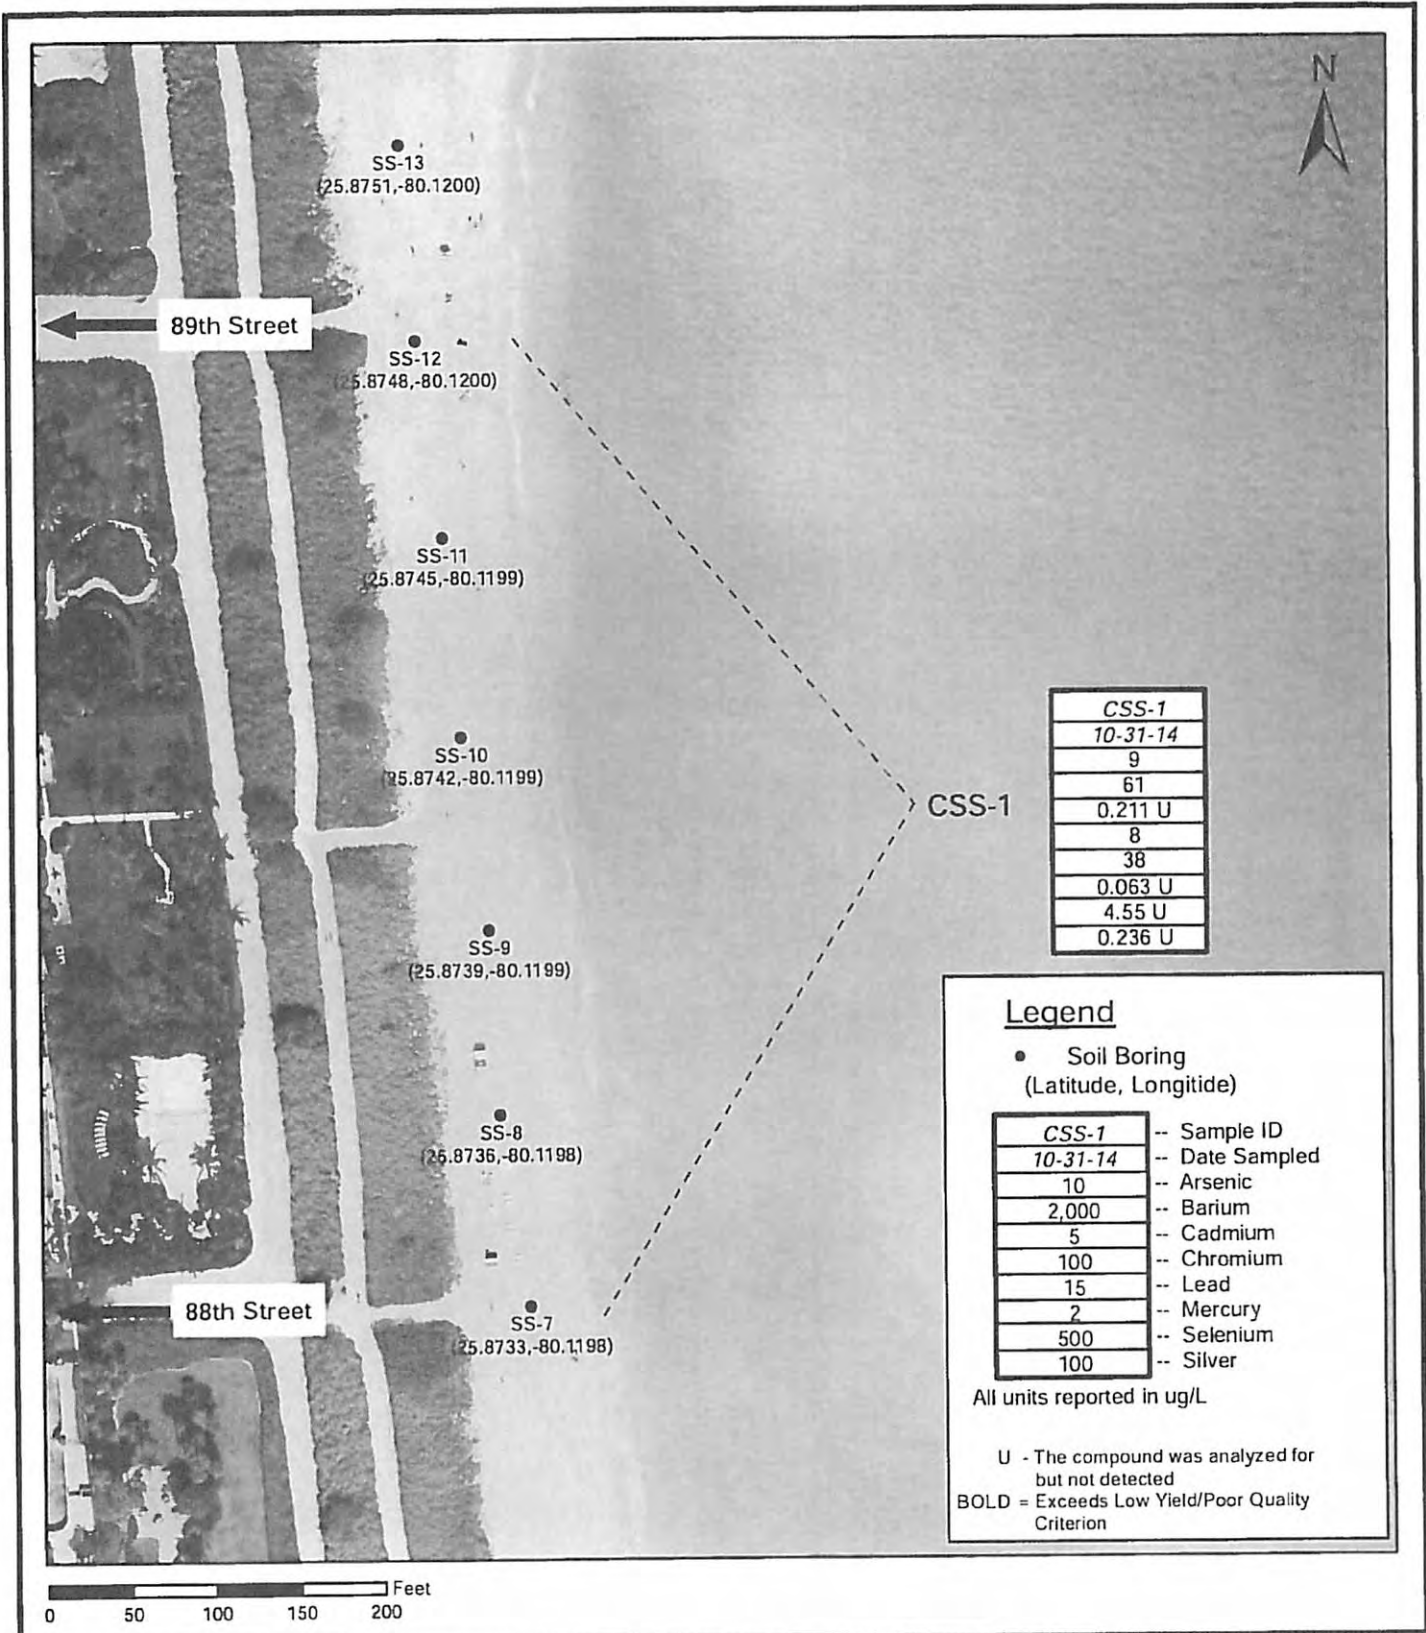 N
SS-13
(25.8751,-80.1200)
89th Street
SS-12
(25.8748,-80.1200)
SS-11
(25.8745,-80.1199)
SS-10
(25.8742,-80.1199)
CSS-1
CSS-1
10-31-14
9
61
0.211 U
8
38
0.063 U
4.55 U
0.236 U
SS-9
(25.8739,-80.1199)
SS-8
(25.8736,-80.1198)
88th Street
SS-7
(25.8733,-80.1198)
Legend
Soil Boring
(Latitude, Longitide)
CSS-1 -- Sample ID
10-31-14 -- Date Sampled
10 -- Arsenic
2,000 -- Barium
5 -- Cadmium
100 -- Chromium
15 -- Lead
2 -- Mercury
500 -- Selenium
100 -- Silver
All units reported in ug/L
U - The compound was analyzed for
but not detected
BOLD = Exceeds Low Yield/Poor Quality
Criterion
Feet
0 50 100 150 200